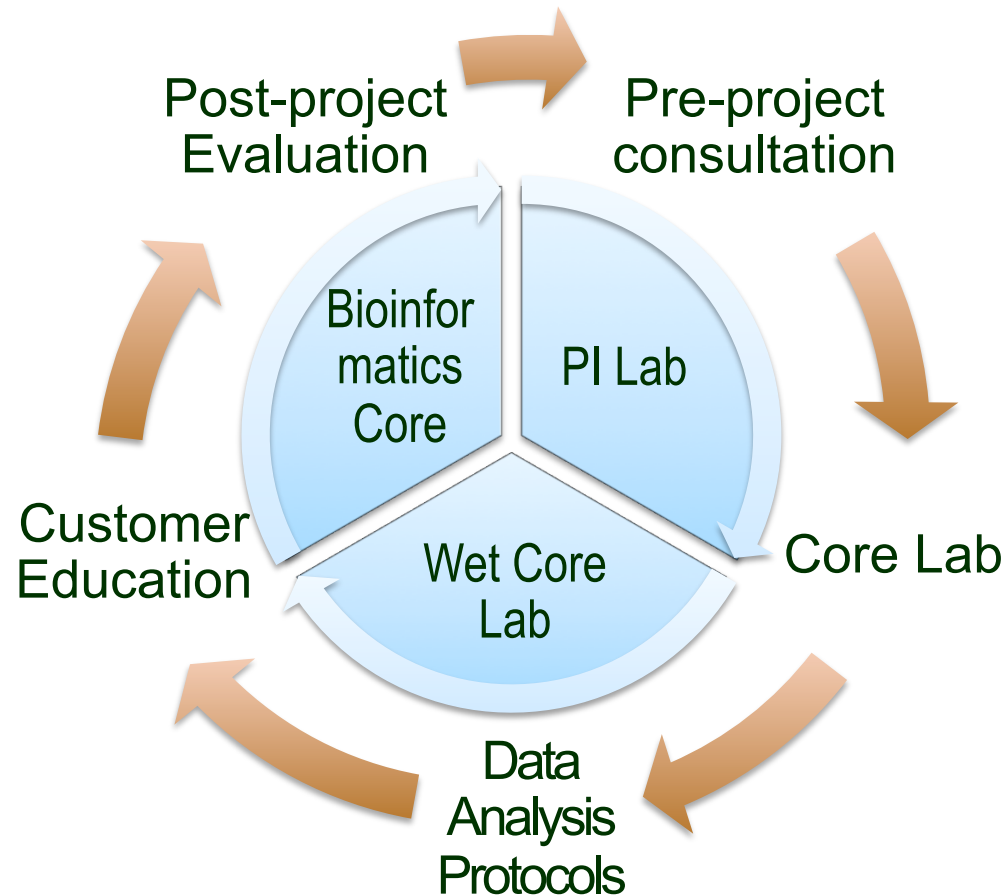 Post-project
Evaluation
Pre-project
consultation
Bioinfor
matics
Core
PI Lab
Customer
Education
Wet Core
Lab
Core Lab
Data
Analysis
Protocols